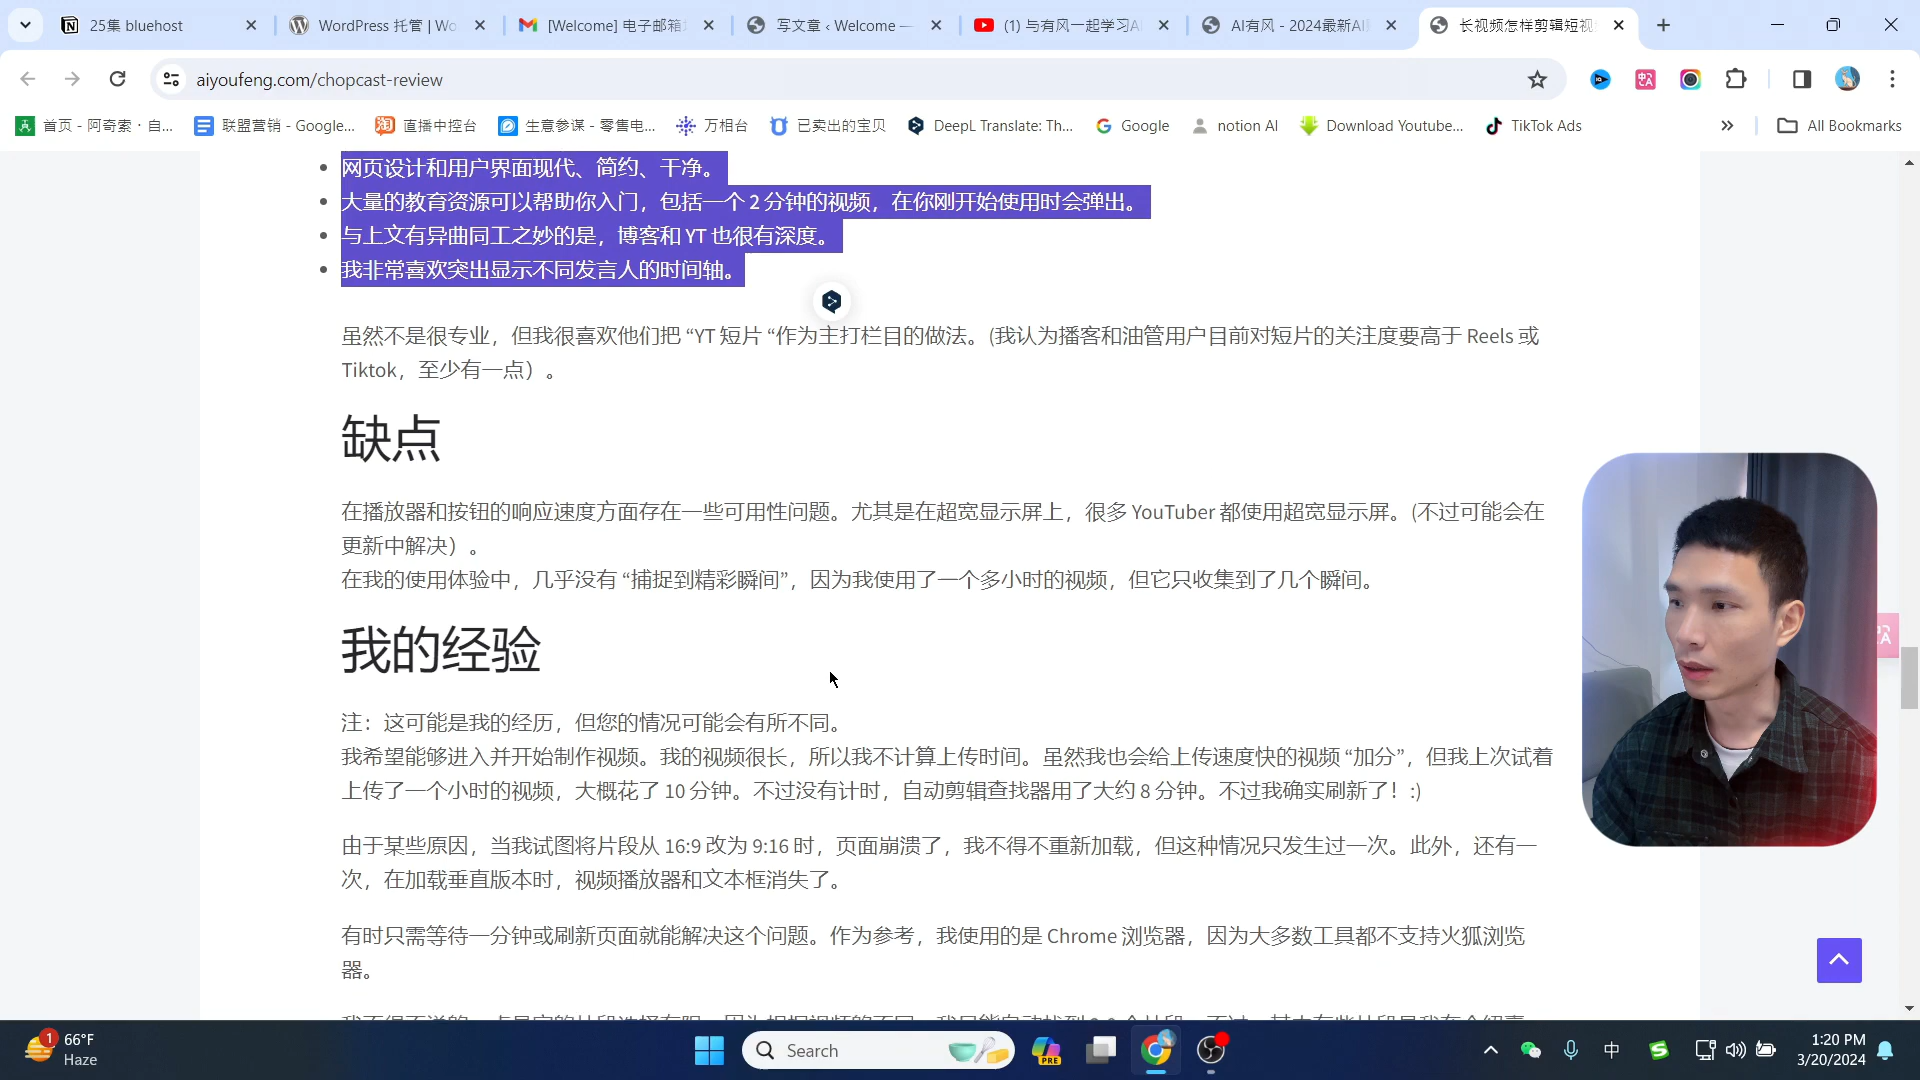 25集 bluehost
WordPress 托管 | Wo
[Welcome] 电子邮箱
写文章 ‹ Welcome —
(1) 与有风一起学习AI
AI有风 - 2024最新AI
长视频怎样剪辑短视
aiyoufeng.com/chopcast-review
首页 - 阿奇索 · 自...
联盟营销 - Google...
直播中控台
生意参谋 - 零售电...
万相台
已卖出的宝贝
DeepL Translate: Th...
Google
notion AI
Download Youtube...
TikTok Ads
All Bookmarks
网页设计和用户界面现代、简约、干净。
大量的教育资源可以帮助你入门，包括一个 2 分钟的视频，在你刚开始使用时会弹出。
与上文有异曲同工之妙的是，博客和 YT 也很有深度。
我非常喜欢突出显示不同发言人的时间轴。
虽然不是很专业，但我很喜欢他们把 “YT 短片 “作为主打栏目的做法。(我认为播客和油管用户目前对短片的关注度要高于 Reels 或
Tiktok，至少有一点）。
缺点
在播放器和按钮的响应速度方面存在一些可用性问题。尤其是在超宽显示屏上，很多 YouTuber 都使用超宽显示屏。(不过可能会在
更新中解决）。
在我的使用体验中，几乎没有 “捕捉到精彩瞬间”，因为我使用了一个多小时的视频，但它只收集到了几个瞬间。
我的经验
注：这可能是我的经历，但您的情况可能会有所不同。
我希望能够进入并开始制作视频。我的视频很长，所以我不计算上传时间。虽然我也会给上传速度快的视频 “加分”，但我上次试着
上传了一个小时的视频，大概花了 10 分钟。不过没有计时，自动剪辑查找器用了大约 8 分钟。不过我确实刷新了！:)
由于某些原因，当我试图将片段从 16:9 改为 9:16 时，页面崩溃了，我不得不重新加载，但这种情况只发生过一次。此外，还有一
次，在加载垂直版本时，视频播放器和文本框消失了。
有时只需等待一分钟或刷新页面就能解决这个问题。作为参考，我使用的是 Chrome 浏览器，因为大多数工具都不支持火狐浏览
器。
1
66°F
Haze
Search
PRE
中
1:20 PM
3/20/2024